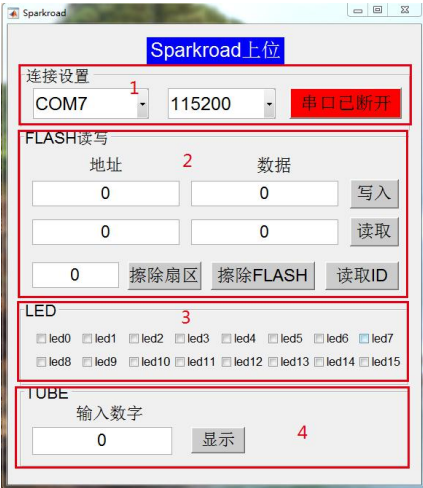 Sparkroad
Sparkroad上位
连接设置
1
COM7 115200 串口已断开
FLASH读写
地址 2 数据
0 0 写入
0 0 读取
0 擦除扇区 擦除FLASH 读取ID
LED
3
led0 led1 led2 led3 led4 led5 led6 led7
led8 led9 led10 led11 led12 led13 led14 led15
TUBE
输入数字
0 显示 4